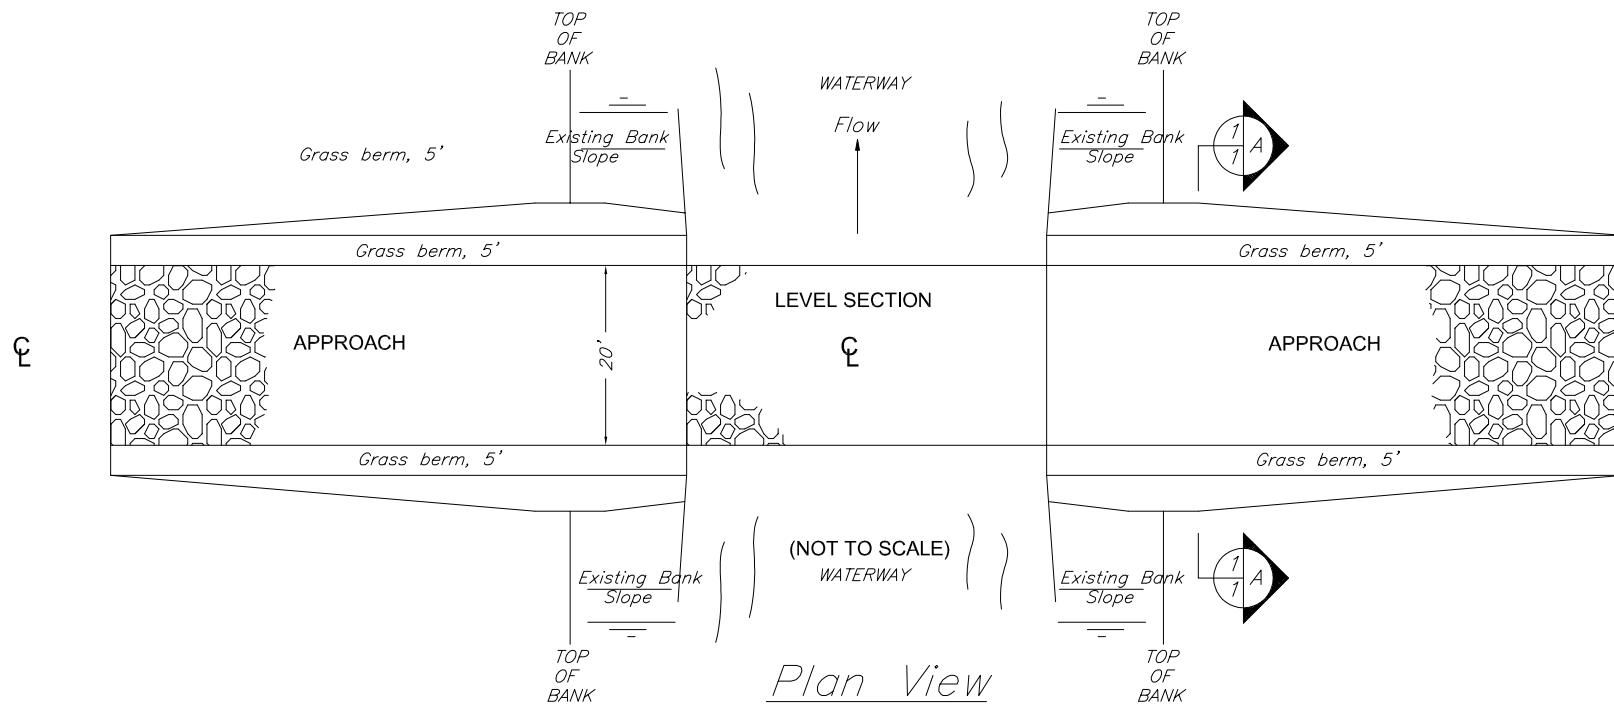 TOP
OF
BANK
TOP
OF
BANK
WATERWAY
Flow
Existing Bank
Slope
Existing Bank
Slope
Grass berm, 5'
1
1
A
Grass berm, 5'
Grass berm, 5'
LEVEL SECTION
℄
APPROACH
20'
℄
APPROACH
Grass berm, 5'
Grass berm, 5'
(NOT TO SCALE)
WATERWAY
Existing Bank
Slope
Existing Bank
Slope
1
1
A
TOP
OF
BANK
TOP
OF
BANK
Plan View